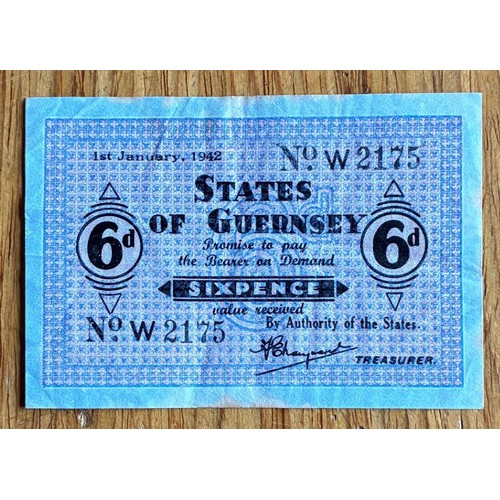 1st January, 1942 No W 2175
STATES
OF GUERNSEY
6d 6d
Promise to pay
the Bearer on Demand
SIXPENCE
value received
By Authority of the States.
No W 2175
TREASURER.